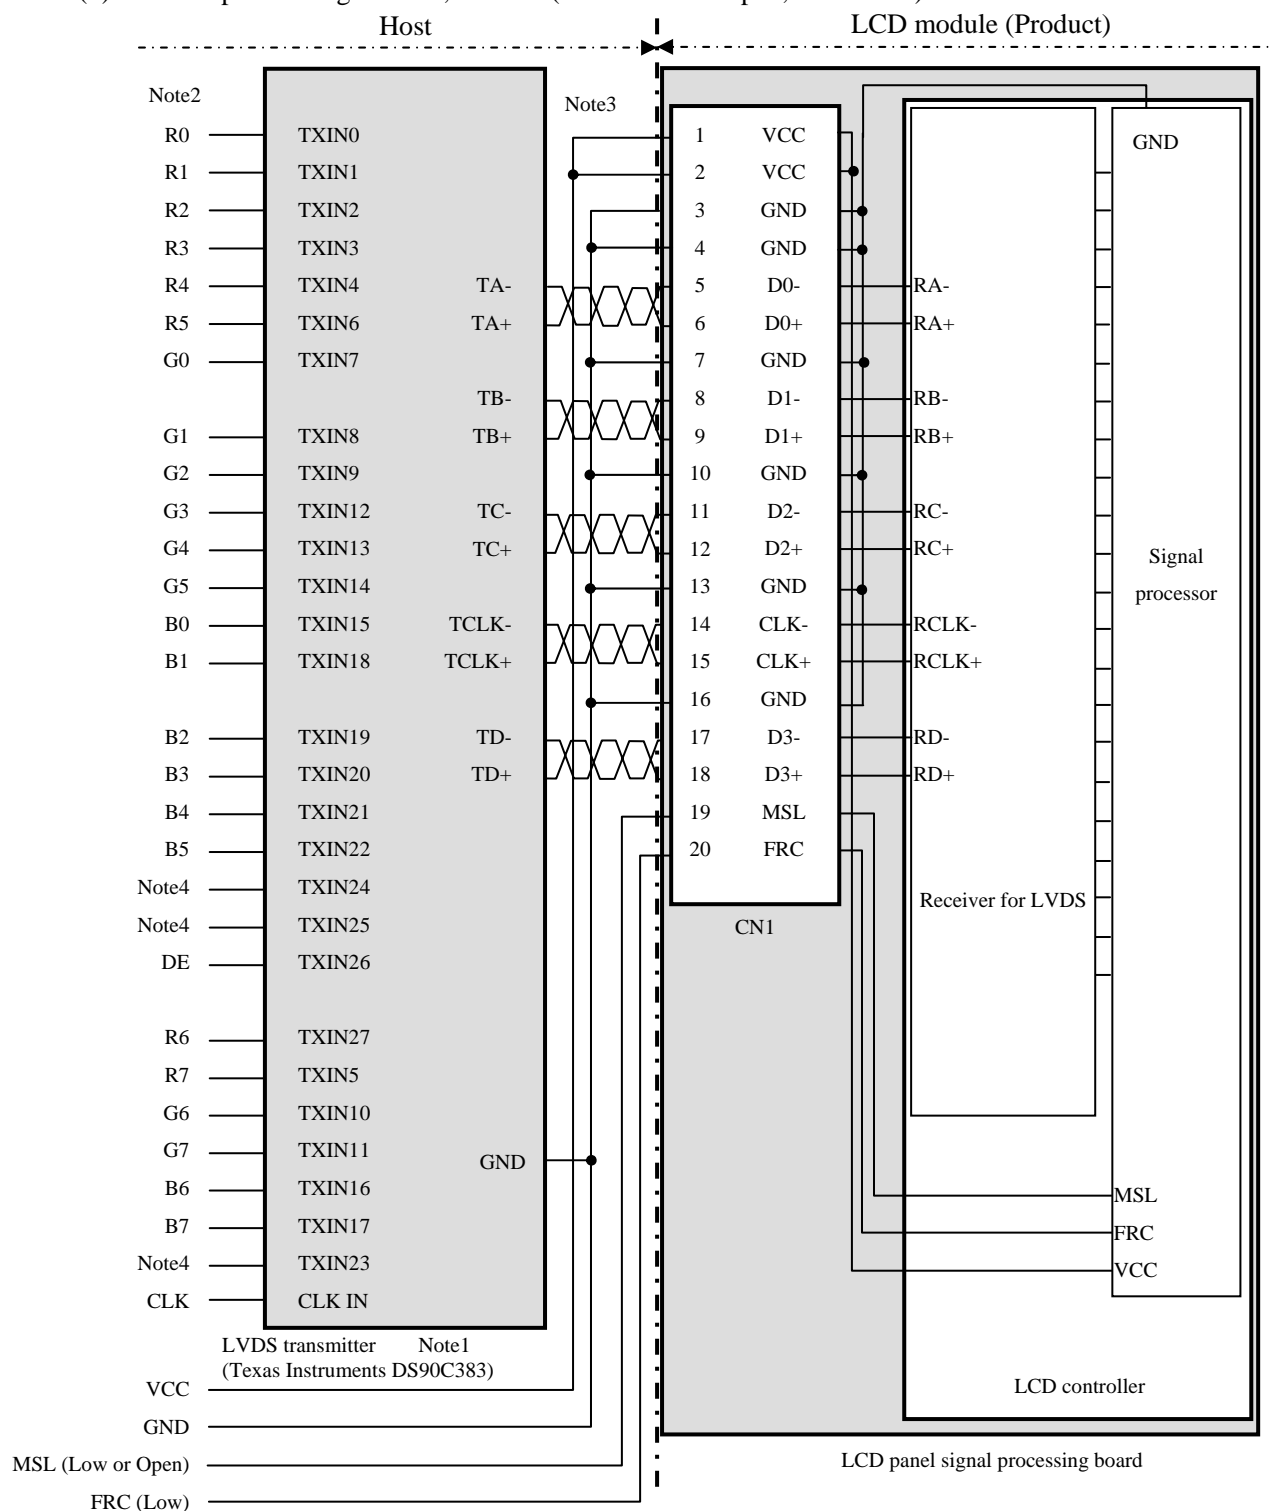 Host
LCD module (Product)
Note2
Note3
R0 TXIN0
R1 TXIN1
R2 TXIN2
R3 TXIN3
R4 TXIN4 TA-
R5 TXIN6 TA+
G0 TXIN7
TB-
G1 TXIN8 TB+
G2 TXIN9
G3 TXIN12 TC-
G4 TXIN13 TC+
G5 TXIN14
B0 TXIN15 TCLK-
B1 TXIN18 TCLK+
B2 TXIN19 TD-
B3 TXIN20 TD+
B4 TXIN21
B5 TXIN22
Note4 TXIN24
Note4 TXIN25
DE TXIN26
R6 TXIN27
R7 TXIN5
G6 TXIN10
G7 TXIN11
GND
B6 TXIN16
B7 TXIN17
Note4 TXIN23
CLK CLK IN
LVDS transmitter Note1
(Texas Instruments DS90C383)
VCC
GND
MSL (Low or Open)
FRC (Low)
1 VCC
2 VCC
3 GND
4 GND
5 D0-
6 D0+
7 GND
8 D1-
9 D1+
10 GND
11 D2-
12 D2+
13 GND
14 CLK-
15 CLK+
16 GND
17 D3-
18 D3+
19 MSL
20 FRC
CN1
RA-
RA+
RB-
RB+
RC-
RC+
RCLK-
RCLK+
RD-
RD+
Receiver for LVDS
GND
Signal
processor
MSL
FRC
VCC
LCD controller
LCD panel signal processing board